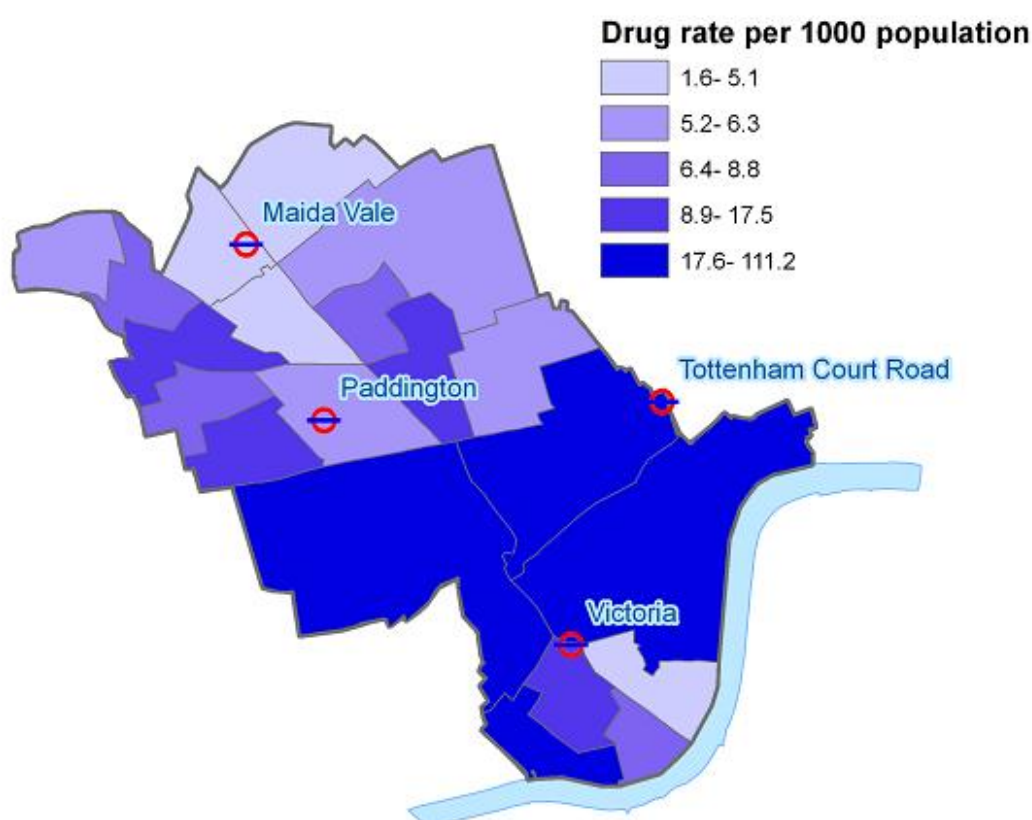 Drug rate per 1000 population
1.6- 5.1
5.2- 6.3
6.4- 8.8
8.9- 17.5
17.6- 111.2
Maida Vale
Tottenham Court Road
Paddington
Victoria